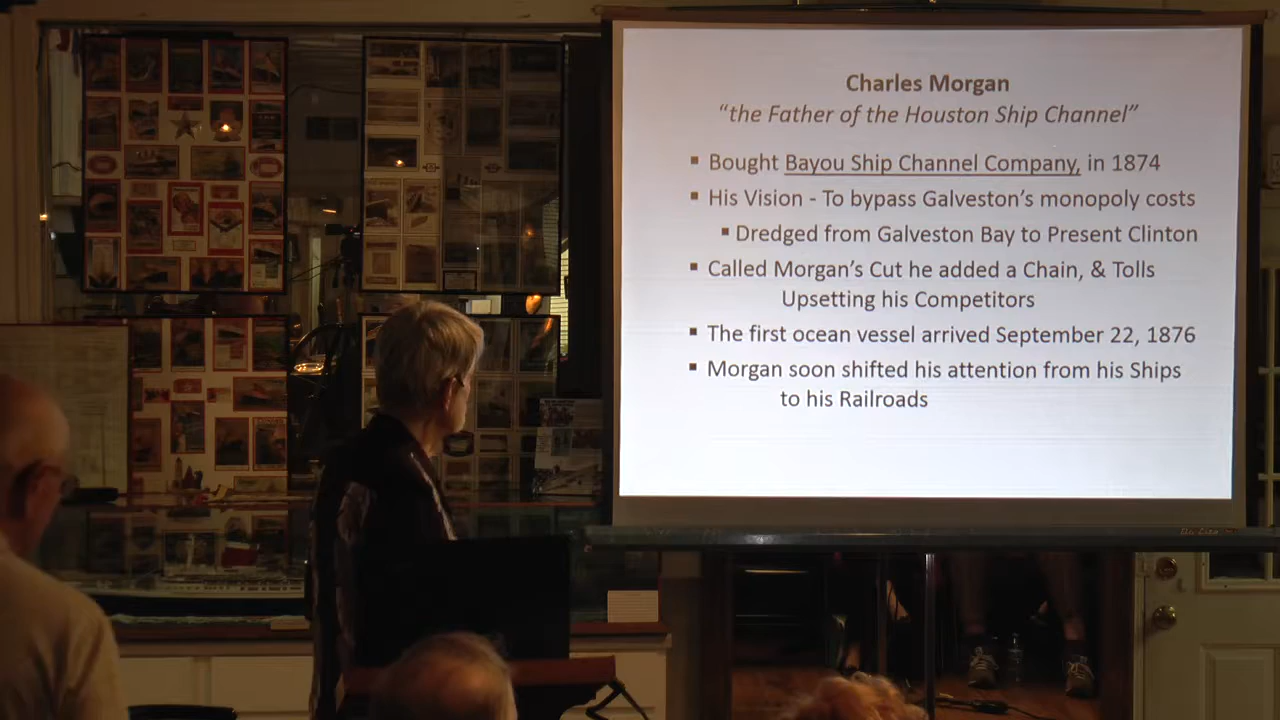 Charles Morgan
“the Father of the Houston Ship Channel”
▪ Bought Bayou Ship Channel Company, in 1874
▪ His Vision - To bypass Galveston’s monopoly costs
▪ Dredged from Galveston Bay to Present Clinton
▪ Called Morgan’s Cut he added a Chain, & Tolls
Upsetting his Competitors
▪ The first ocean vessel arrived September 22, 1876
▪ Morgan soon shifted his attention from his Ships
to his Railroads